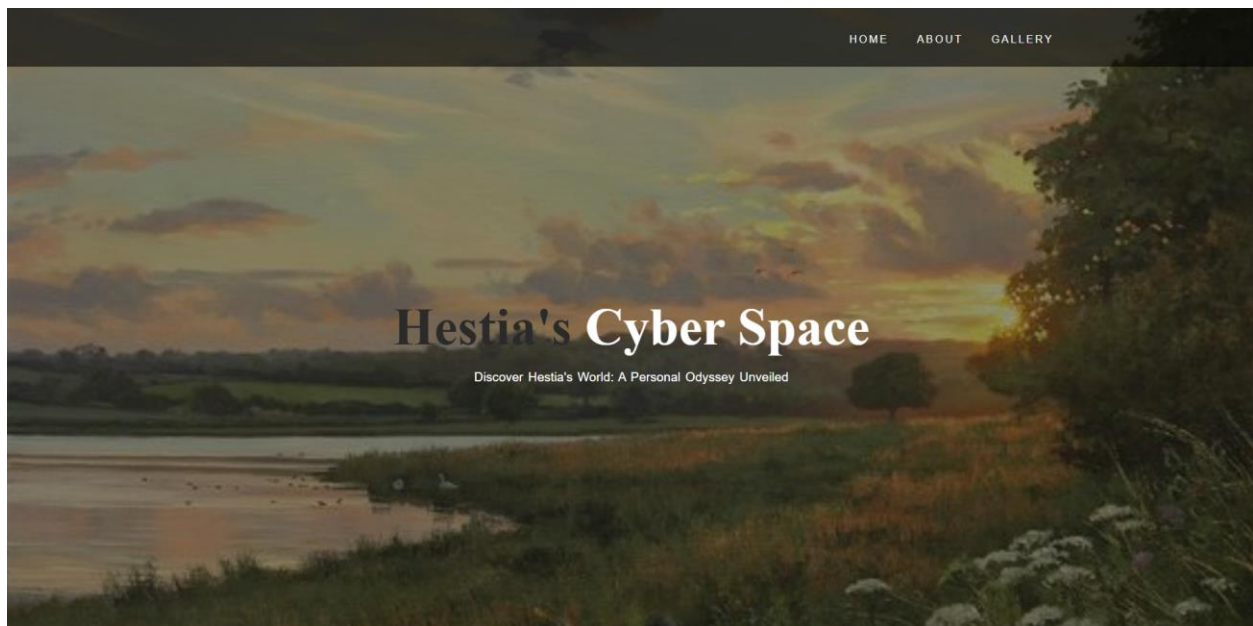 HOME ABOUT GALLERY
Hestia's Cyber Space
Discover Hestia's World: A Personal Odyssey Unveiled